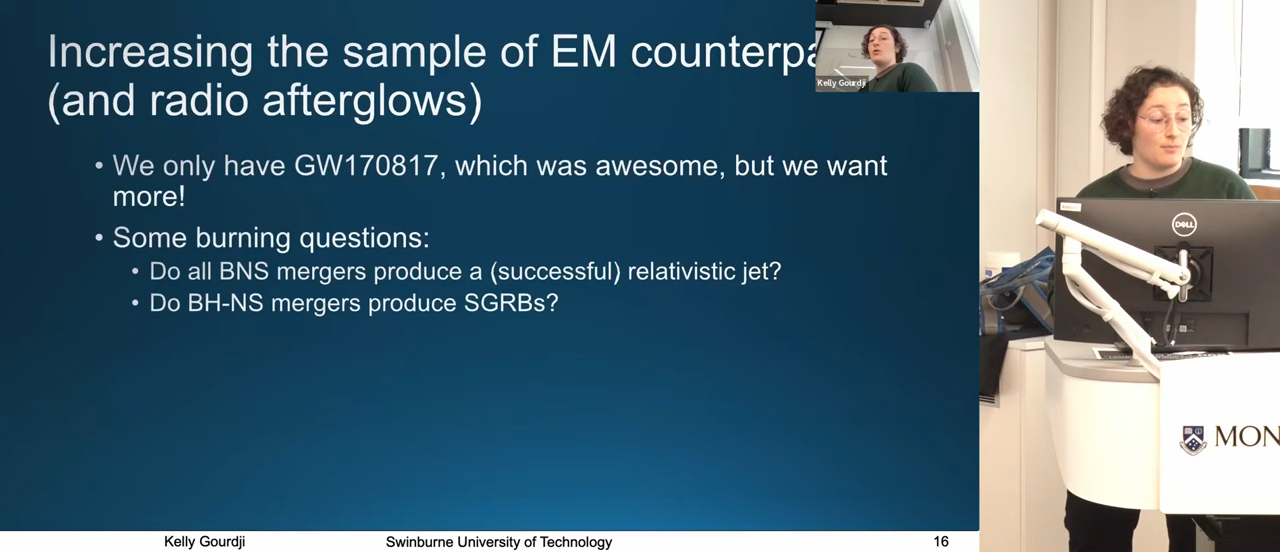 Increasing the sample of EM
(and radio afterglows)
Kelly Gourdji
• We only have GW170817, which was awesome, but we want
more!
• Some burning questions:
• Do all BNS mergers produce a (successful) relativistic jet?
• Do BH-NS mergers produce SGRBs?
DELL
Kelly Gourdji Swinburne University of Technology 16